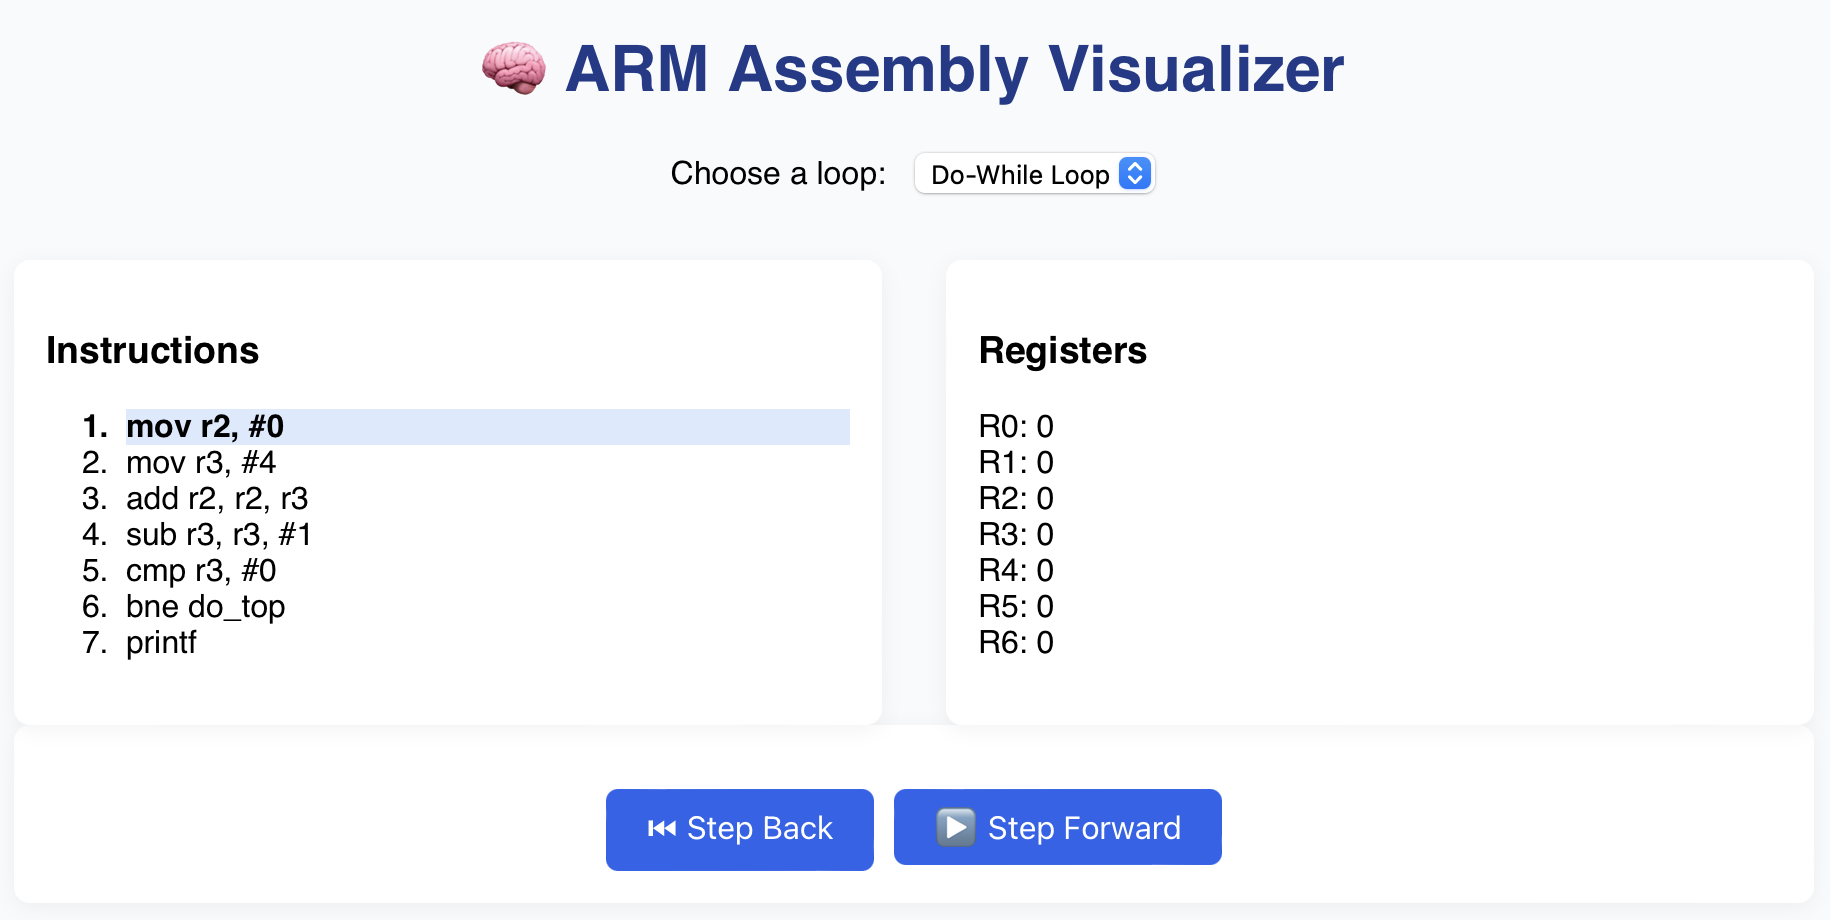 🧠 ARM Assembly Visualizer
Choose a loop: Do-While Loop
Instructions
1. mov r2, #0
2. mov r3, #4
3. add r2, r2, r3
4. sub r3, r3, #1
5. cmp r3, #0
6. bne do_top
7. printf
Registers
R0: 0
R1: 0
R2: 0
R3: 0
R4: 0
R5: 0
R6: 0
⏮ Step Back
▶️ Step Forward